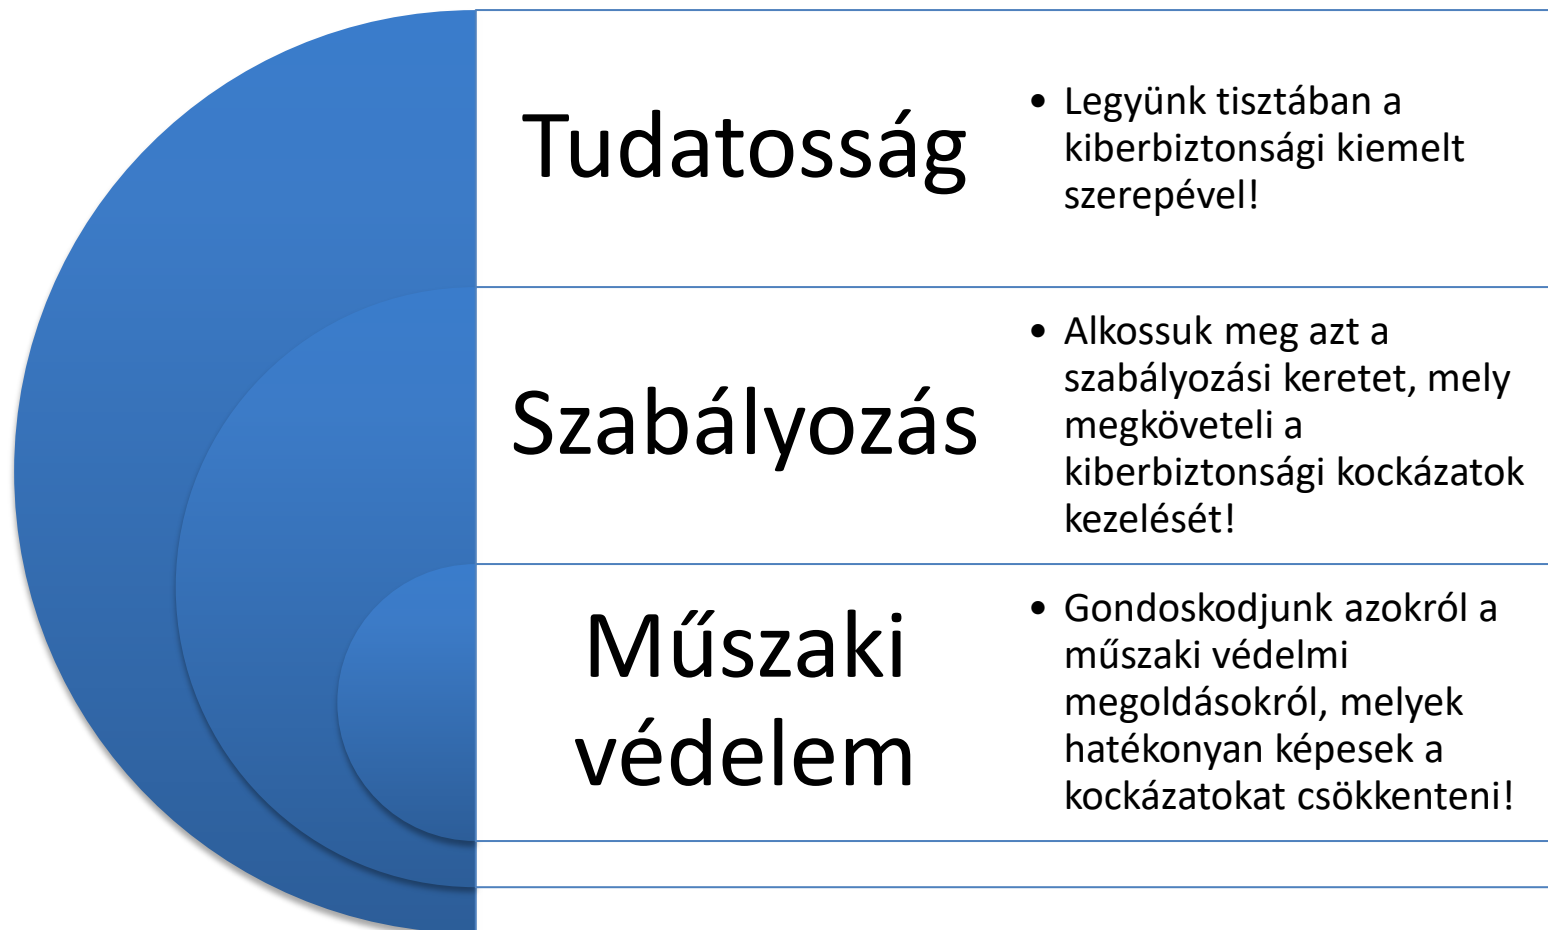 Tudatosság
• Legyünk tisztában a
kiberbiztonsági kiemelt
szerepével!
Szabályozás
• Alkossuk meg azt a
szabályozási keretet, mely
megköveteli a
kiberbiztonsági kockázatok
kezelését!
Műszaki
védelem
• Gondoskodjunk azokról a
műszaki védelmi
megoldásokról, melyek
hatékonyan képesek a
kockázatokat csökkenteni!